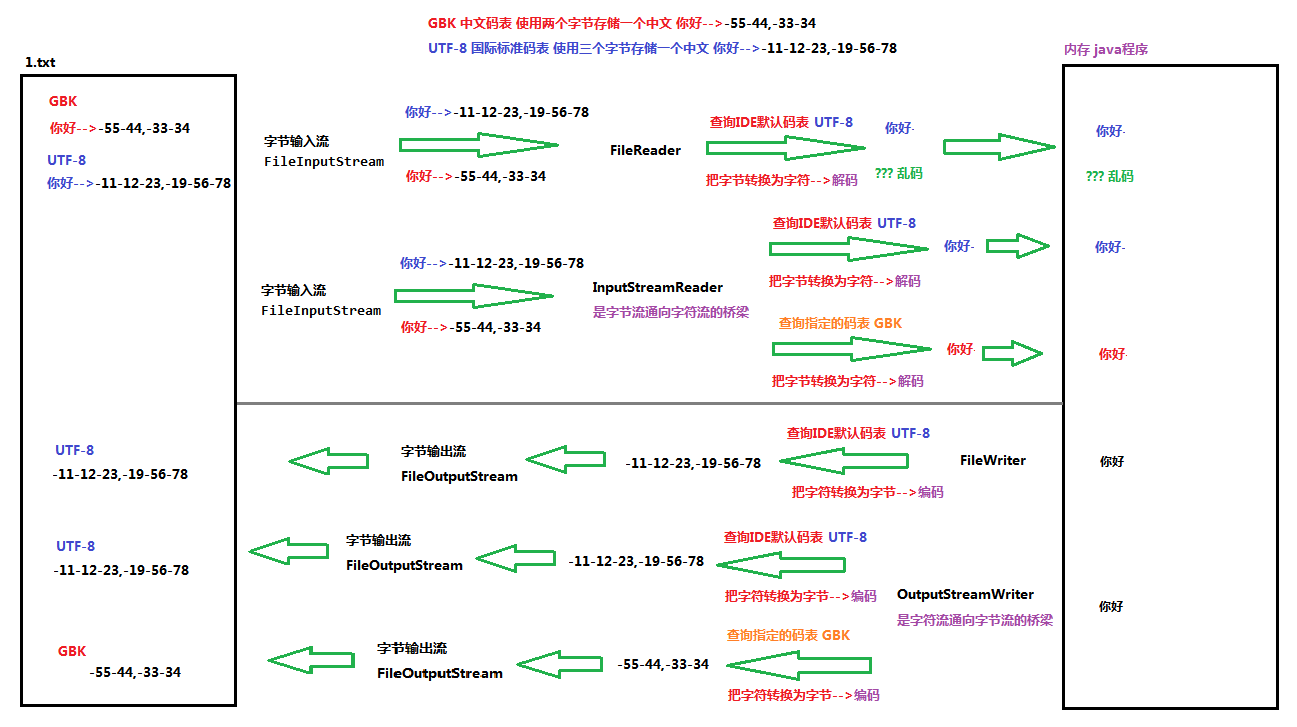 GBK 中文码表 使用两个字节存储一个中文 你好-->-55-44,-33-34
UTF-8 国际标准码表 使用三个字节存储一个中文 你好-->-11-12-23,-19-56-78
内存 java程序
1.txt
GBK
你好-->-55-44,-33-34
UTF-8
你好-->-11-12-23,-19-56-78
字节输入流
FileInputStream
你好-->-11-12-23,-19-56-78
你好-->-55-44,-33-34
FileReader
查询IDE默认码表 UTF-8
把字节转换为字符-->解码
你好·
??? 乱码
你好·
??? 乱码
字节输入流
FileInputStream
你好-->-11-12-23,-19-56-78
你好-->-55-44,-33-34
InputStreamReader
是字节流通向字符流的桥梁
查询IDE默认码表 UTF-8
把字节转换为字符-->解码
你好·
你好·
查询指定的码表 GBK
把字节转换为字符-->解码
你好·
你好·
UTF-8
-11-12-23,-19-56-78
字节输出流
FileOutputStream
-11-12-23,-19-56-78
查询IDE默认码表 UTF-8
把字符转换为字节-->编码
FileWriter
你好
UTF-8
-11-12-23,-19-56-78
字节输出流
FileOutputStream
-11-12-23,-19-56-78
查询IDE默认码表 UTF-8
把字符转换为字节-->编码
OutputStreamWriter
是字符流通向字节流的桥梁
你好
GBK
-55-44,-33-34
字节输出流
FileOutputStream
-55-44,-33-34
查询指定的码表 GBK
把字符转换为字节-->编码